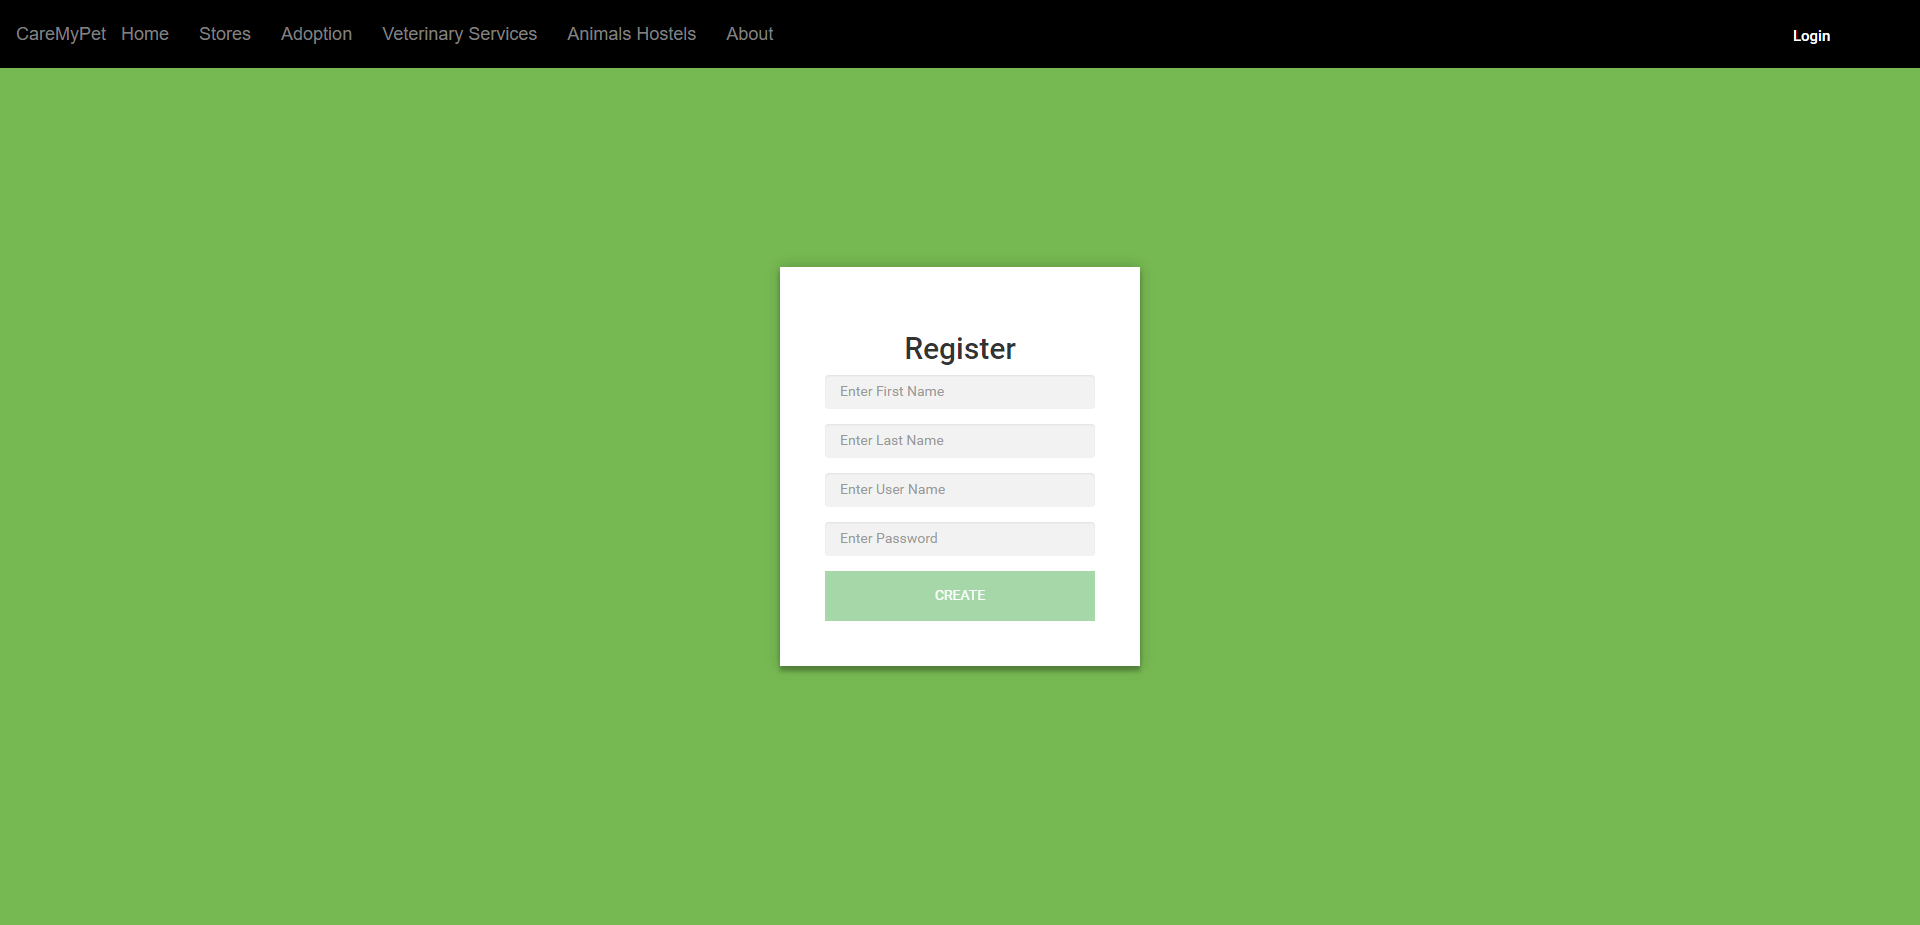 CareMyPet Home Stores Adoption Veterinary Services Animals Hostels About Login
Register
Enter First Name
Enter Last Name
Enter User Name
Enter Password
CREATE